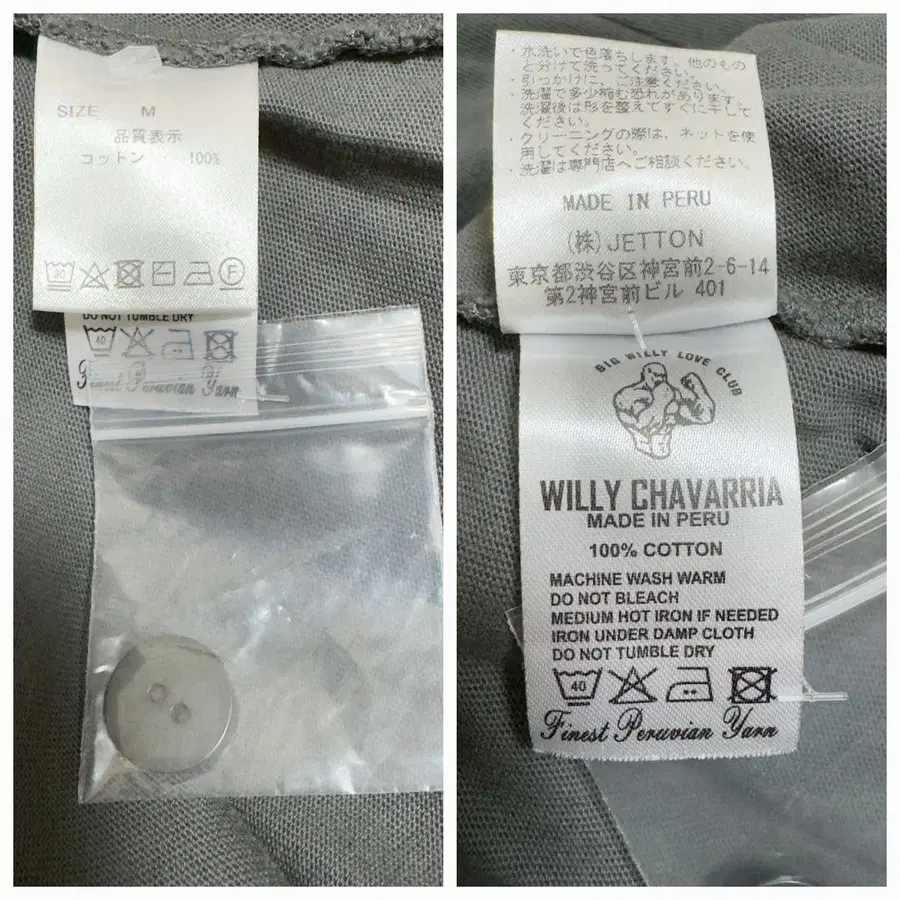 SIZE M
品質表示
コットン 100%
30
F
DO NOT TUMBLE DRY
40
Finest Peruvian Yarn
・水洗いで色落ちします。他のもの
と分けて洗ってください。
・引っかけに、ご注意ください。
・洗濯で多少縮む恐れがあります。
洗濯後は形を整えてすぐに干して
ください。
・クリーニングの際は、ネットを使
用してください。
・洗濯は専門店へご相談ください。
MADE IN PERU
(株)JETTON
東京都渋谷区神宮前2-6-14
第2神宮前ビル 401
BIG WILLY LOVE CLUB
WILLY CHAVARRIA
MADE IN PERU
100% COTTON
MACHINE WASH WARM
DO NOT BLEACH
MEDIUM HOT IRON IF NEEDED
IRON UNDER DAMP CLOTH
DO NOT TUMBLE DRY
40
Finest Peruvian Yarn